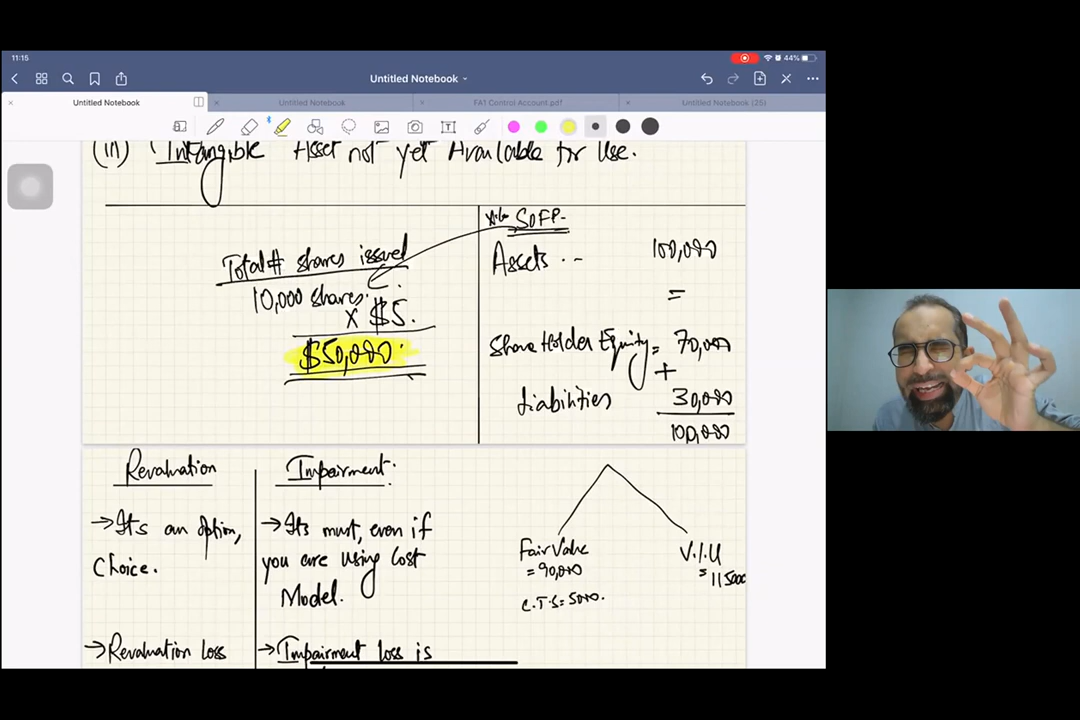 11:15
44%
Untitled Notebook
Untitled Notebook
Untitled Notebook
FA1 Control Account.pdf
Untitled Notebook (25)
(iii) Intangible Asset not yet Available for Use.
Total # shares issued
10,000 shares.
X $5.
$50,000.
SOFP-
Assets .. 100,000
=
ShareHolder Equity = 70,000
+
Liabilities 30,000
100,000
Revaluation
→ It's an option,
Choice.
→ Revaluation Loss
Impairment:
→ Its must, even if
you are using Cost
Model.
→ Impairment loss is
Fair Value
= 90,000
C.T.S = 5000.
V.I.U
= 115000